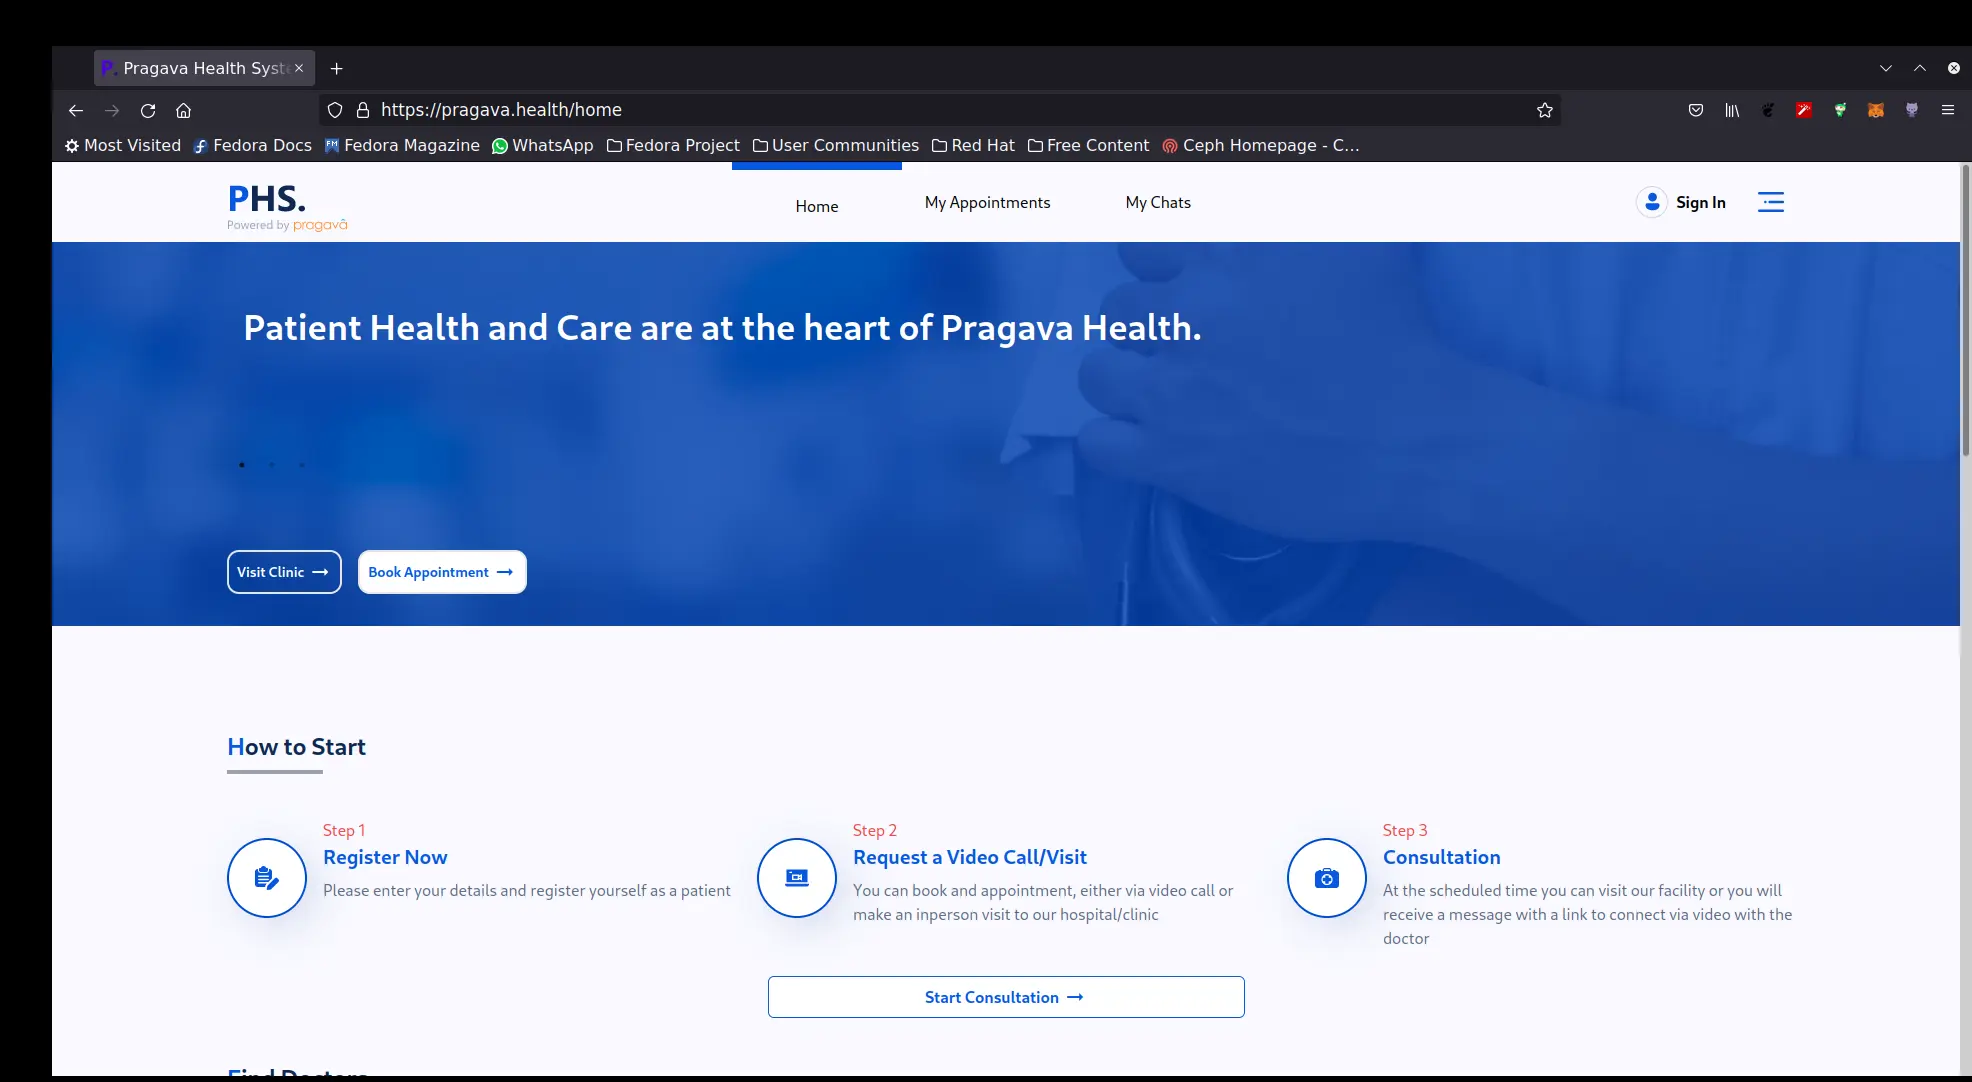 P. Pragava Health Syst
https://pragava.health/home
Most Visited Fedora Docs FM Fedora Magazine WhatsApp Fedora Project User Communities Red Hat Free Content Ceph Homepage - C...
PHS.
Powered by pragavā
Home My Appointments My Chats Sign In
Patient Health and Care are at the heart of Pragava Health.
Visit Clinic → Book Appointment →
How to Start
Step 1
Register Now
Please enter your details and register yourself as a patient
Step 2
Request a Video Call/Visit
You can book and appointment, either via video call or
make an inperson visit to our hospital/clinic
Step 3
Consultation
At the scheduled time you can visit our facility or you will
receive a message with a link to connect via video with the
doctor
Start Consultation →
Find Doctors